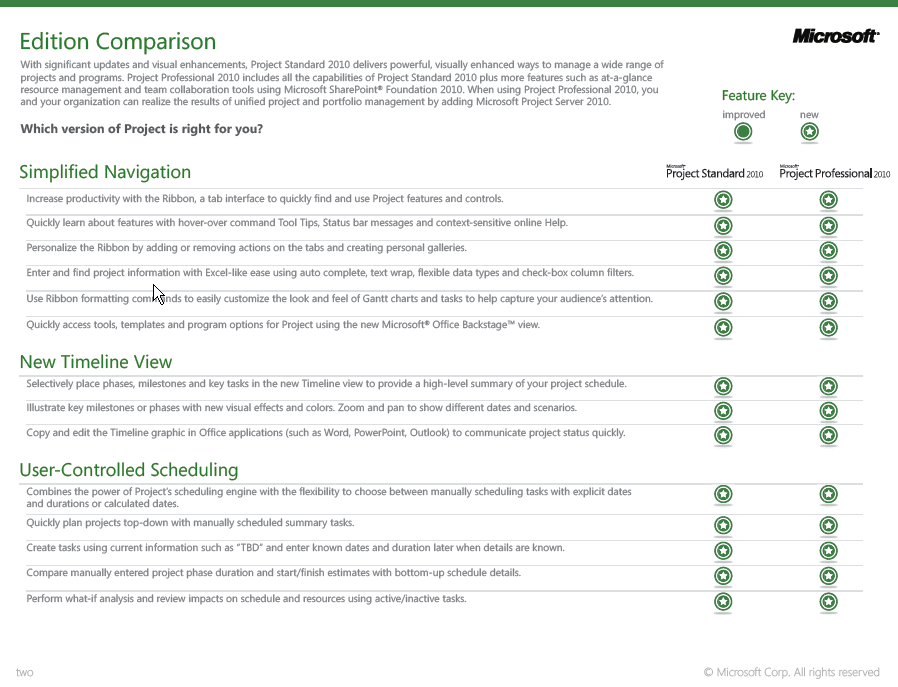 Edition Comparison
Microsoft
With significant updates and visual enhancements, Project Standard 2010 delivers powerful, visually enhanced ways to manage a wide range of
projects and programs. Project Professional 2010 includes all the capabilities of Project Standard 2010 plus more features such as at-a-glance
resource management and team collaboration tools using Microsoft SharePoint® Foundation 2010. When using Project Professional 2010, you
and your organization can realize the results of unified project and portfolio management by adding Microsoft Project Server 2010.
Feature Key:
improved new
Which version of Project is right for you?
Simplified Navigation
Microsoft Project Standard 2010
Microsoft Project Professional 2010
Increase productivity with the Ribbon, a tab interface to quickly find and use Project features and controls.
Quickly learn about features with hover-over command Tool Tips, Status bar messages and context-sensitive online Help.
Personalize the Ribbon by adding or removing actions on the tabs and creating personal galleries.
Enter and find project information with Excel-like ease using auto complete, text wrap, flexible data types and check-box column filters.
Use Ribbon formatting commands to easily customize the look and feel of Gantt charts and tasks to help capture your audience's attention.
Quickly access tools, templates and program options for Project using the new Microsoft® Office Backstage™ view.
New Timeline View
Selectively place phases, milestones and key tasks in the new Timeline view to provide a high-level summary of your project schedule.
Illustrate key milestones or phases with new visual effects and colors. Zoom and pan to show different dates and scenarios.
Copy and edit the Timeline graphic in Office applications (such as Word, PowerPoint, Outlook) to communicate project status quickly.
User-Controlled Scheduling
Combines the power of Project's scheduling engine with the flexibility to choose between manually scheduling tasks with explicit dates
and durations or calculated dates.
Quickly plan projects top-down with manually scheduled summary tasks.
Create tasks using current information such as "TBD" and enter known dates and duration later when details are known.
Compare manually entered project phase duration and start/finish estimates with bottom-up schedule details.
Perform what-if analysis and review impacts on schedule and resources using active/inactive tasks.
two
© Microsoft Corp. All rights reserved